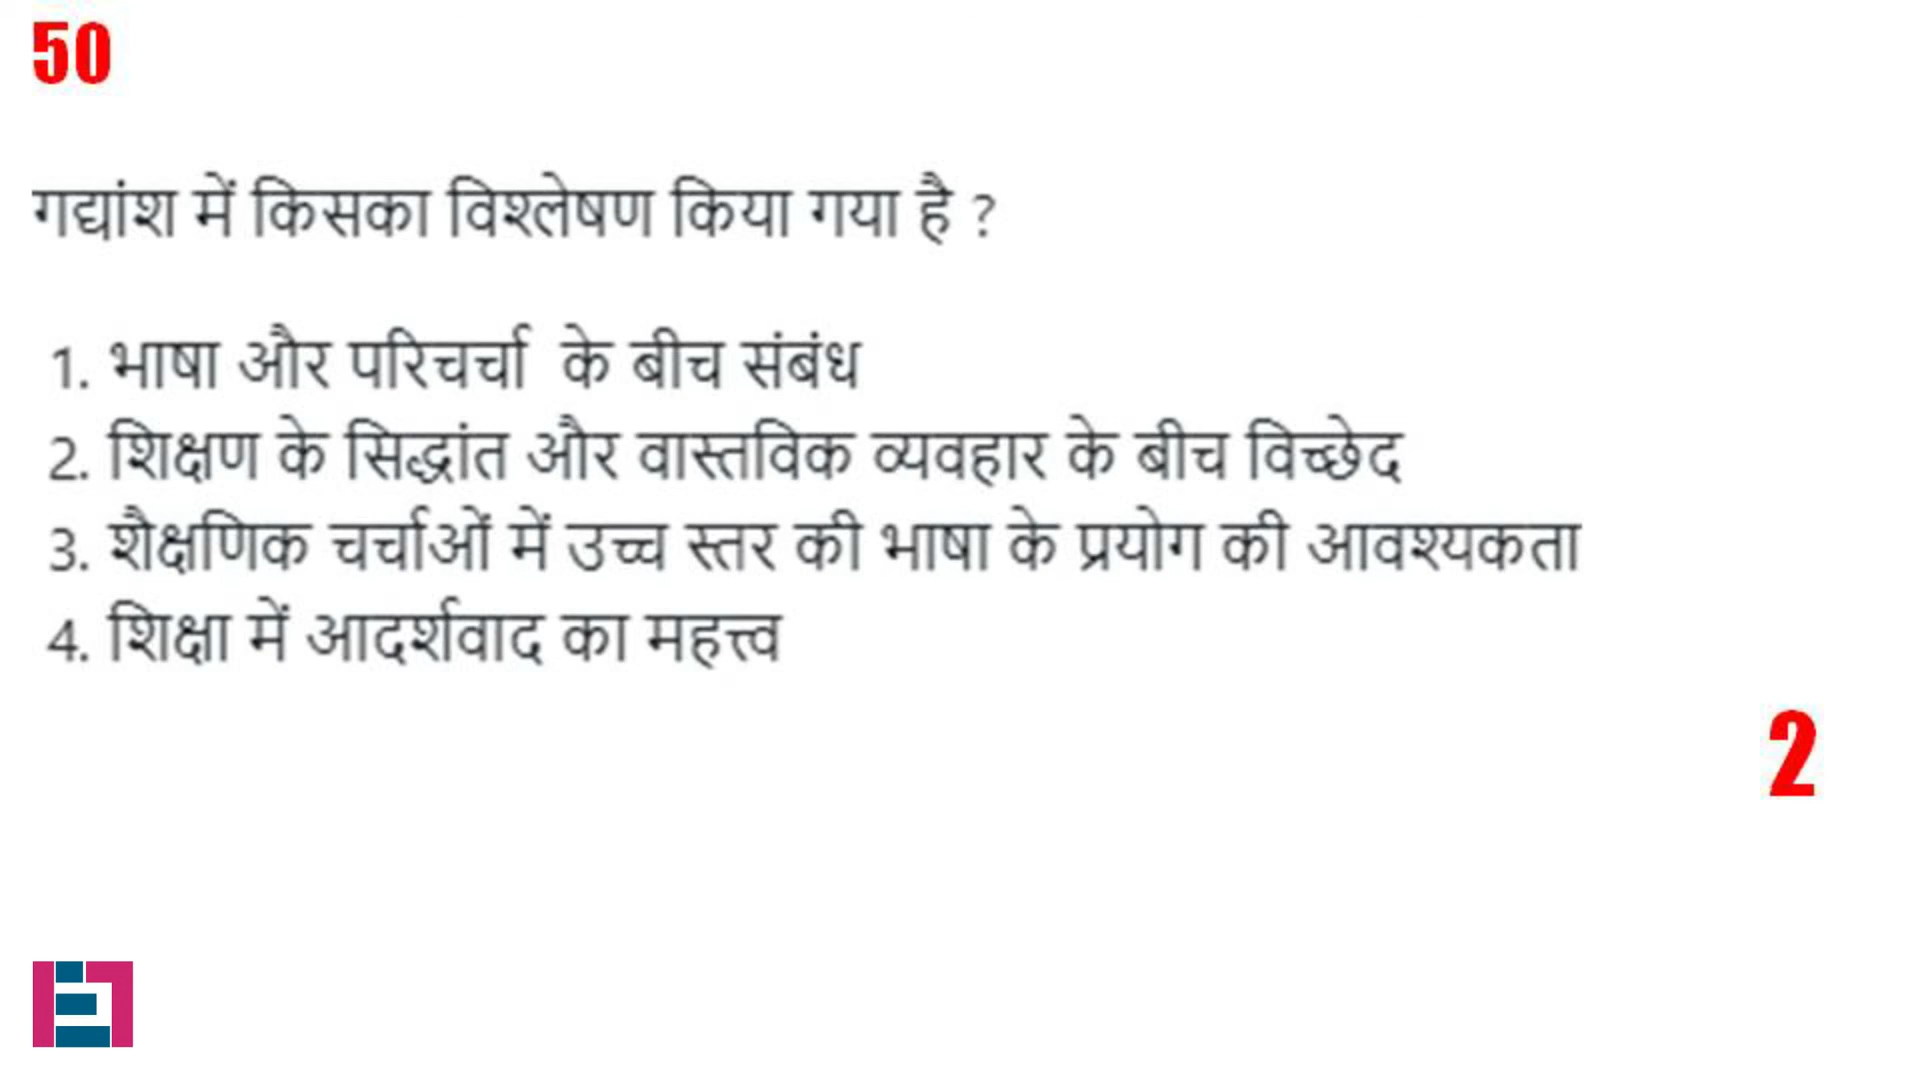 50
गद्यांश में किसका विश्लेषण किया गया है ?
1. भाषा और परिचर्चा के बीच संबंध
2. शिक्षण के सिद्धांत और वास्तविक व्यवहार के बीच विच्छेद
3. शैक्षणिक चर्चाओं में उच्च स्तर की भाषा के प्रयोग की आवश्यकता
4. शिक्षा में आदर्शवाद का महत्त्व
2